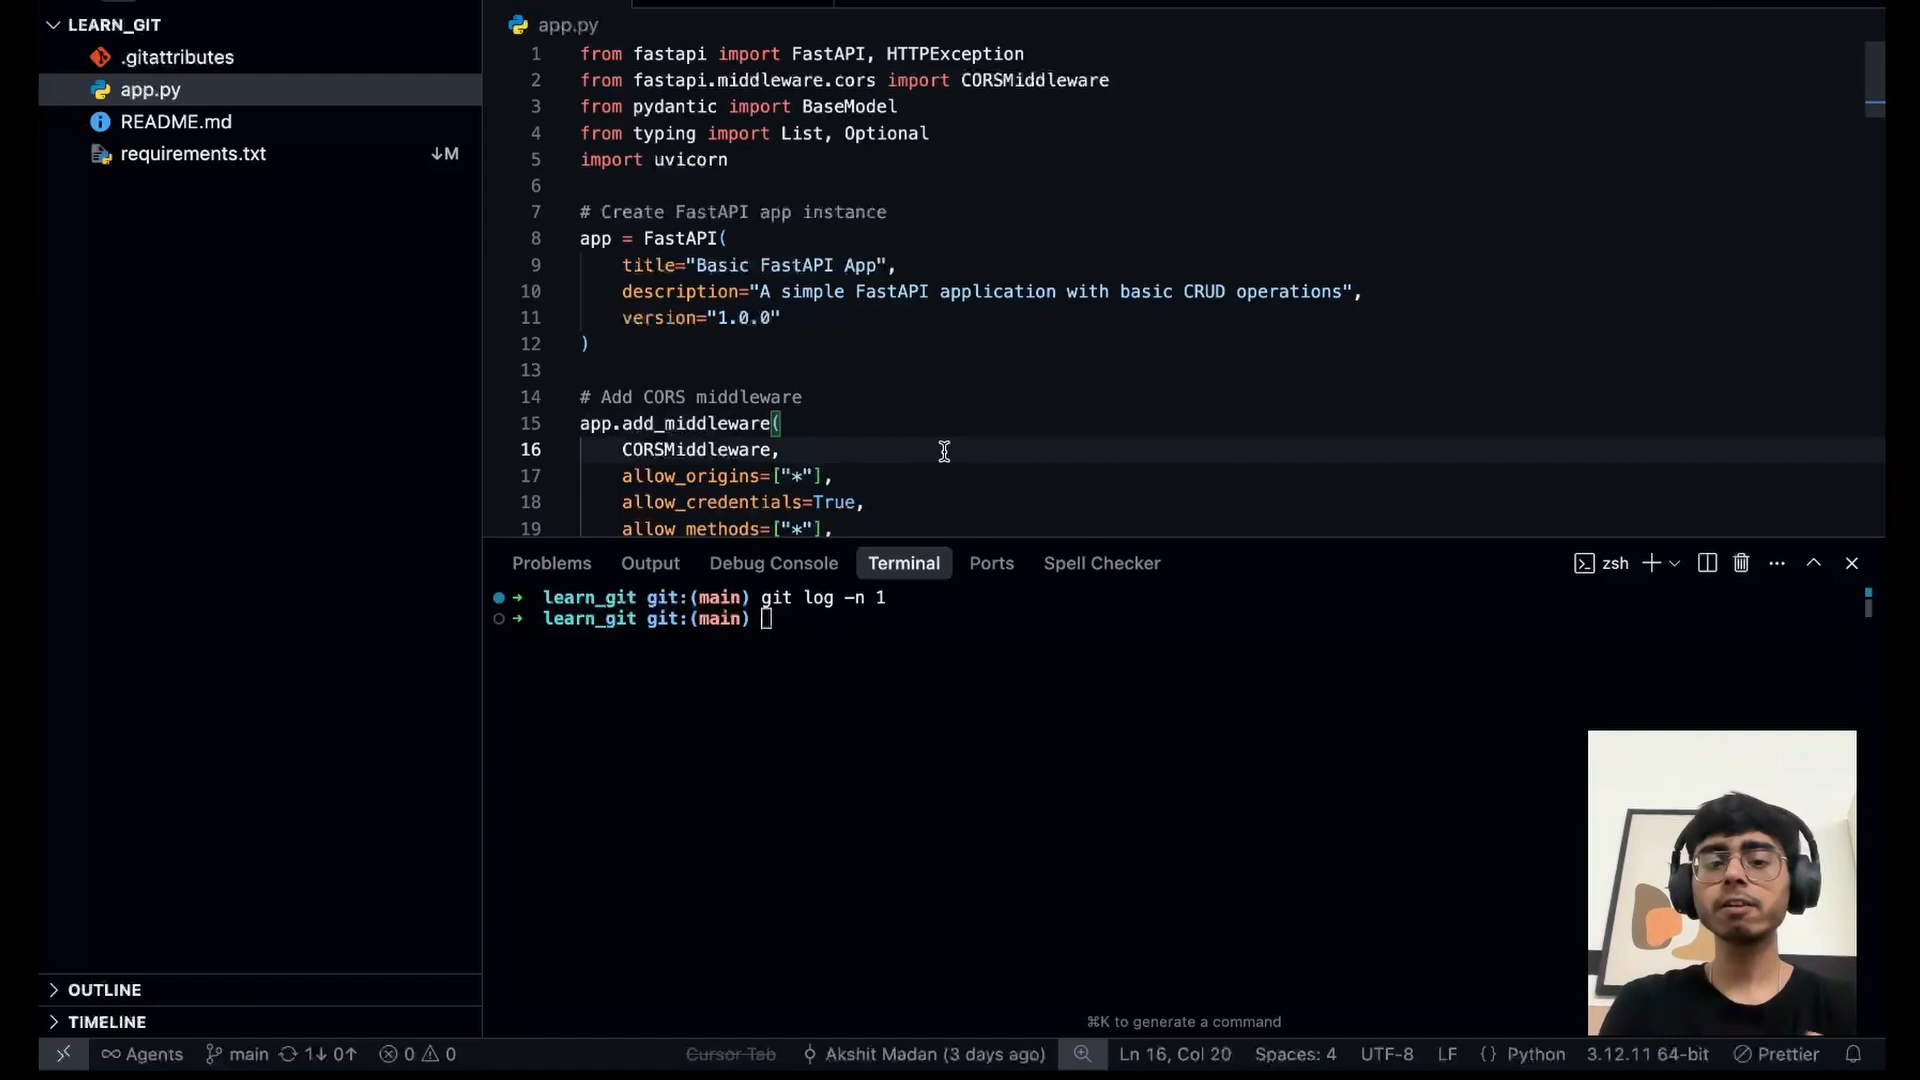 LEARN_GIT
.gitattributes
app.py
README.md
requirements.txt ↓M
OUTLINE
TIMELINE
app.py
1 from fastapi import FastAPI, HTTPException
2 from fastapi.middleware.cors import CORSMiddleware
3 from pydantic import BaseModel
4 from typing import List, Optional
5 import uvicorn
6
7 # Create FastAPI app instance
8 app = FastAPI(
9     title="Basic FastAPI App",
10     description="A simple FastAPI application with basic CRUD operations",
11     version="1.0.0"
12 )
13
14 # Add CORS middleware
15 app.add_middleware(
16     CORSMiddleware,
17     allow_origins=["*"],
18     allow_credentials=True,
19     allow_methods=["*"],
Problems Output Debug Console Terminal Ports Spell Checker zsh
→ learn_git git:(main) git log -n 1
→ learn_git git:(main)
⌘K to generate a command
Agents main 1↓ 0↑ 0 0 Cursor Tab Akshit Madan (3 days ago) Ln 16, Col 20 Spaces: 4 UTF-8 LF {} Python 3.12.11 64-bit Prettier